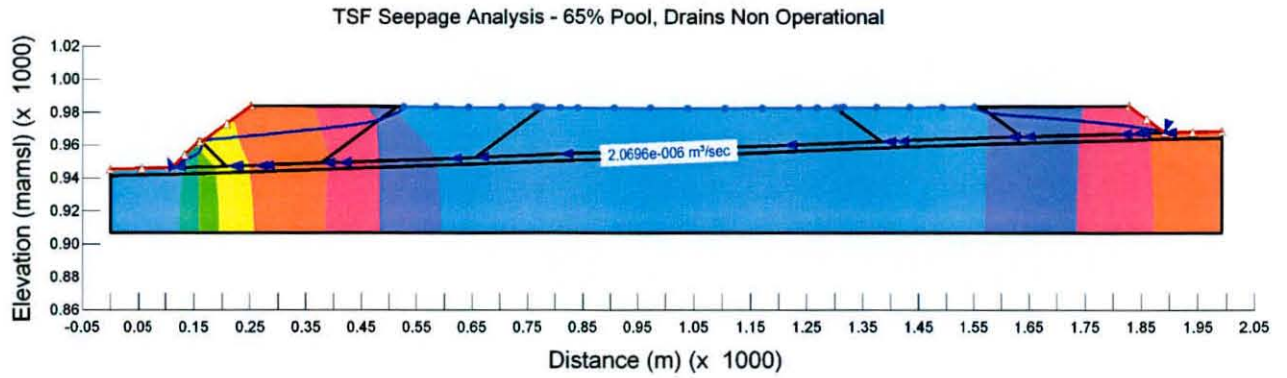 TSF Seepage Analysis - 65% Pool, Drains Non Operational
Elevation (mamsl) (x 1000)
1.02
1.00
0.98
0.96
0.94
0.92
0.90
0.88
0.86
2.0696e-006 m³/sec
-0.05 0.05 0.15 0.25 0.35 0.45 0.55 0.65 0.75 0.85 0.95 1.05 1.15 1.25 1.35 1.45 1.55 1.65 1.75 1.85 1.95 2.05
Distance (m) (x 1000)